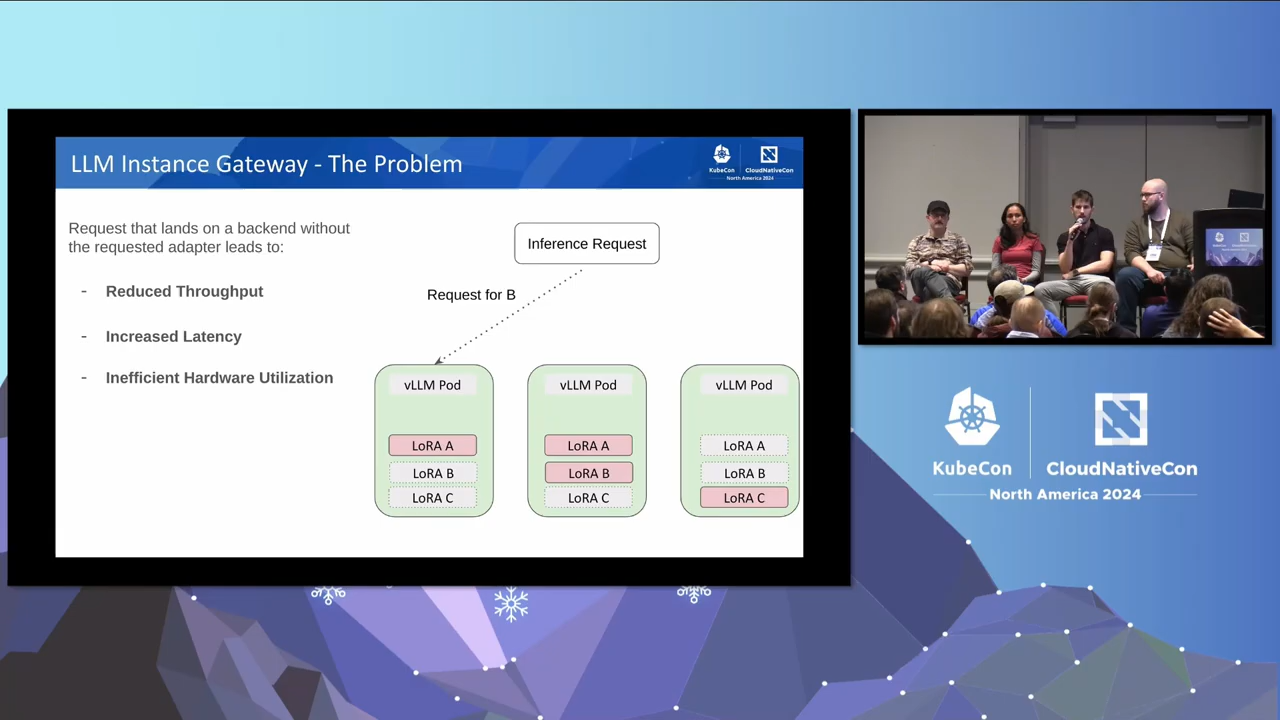 LLM Instance Gateway - The Problem
KubeCon
CloudNativeCon
North America 2024
Request that lands on a backend without
the requested adapter leads to:
- Reduced Throughput
- Increased Latency
- Inefficient Hardware Utilization
Inference Request
Request for B
vLLM Pod
LoRA A
LoRA B
LoRA C
vLLM Pod
LoRA A
LoRA B
LoRA C
vLLM Pod
LoRA A
LoRA B
LoRA C
KubeCon
CloudNativeCon
North America 2024